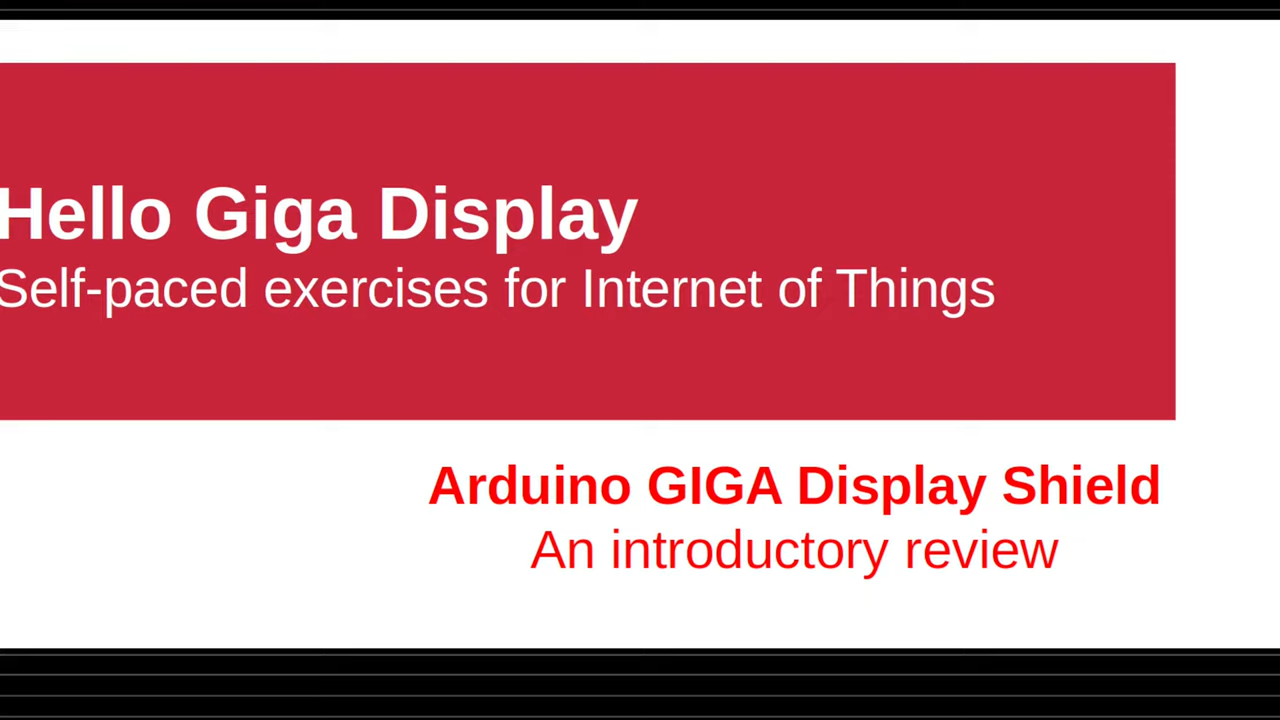 Hello Giga Display
Self-paced exercises for Internet of Things
Arduino GIGA Display Shield
An introductory review